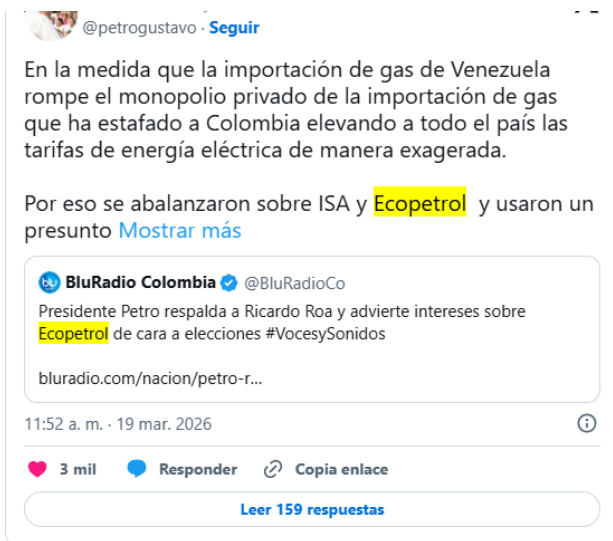 @petrogustavo · Seguir
En la medida que la importación de gas de Venezuela
rompe el monopolio privado de la importación de gas
que ha estafado a Colombia elevando a todo el país las
tarifas de energía eléctrica de manera exagerada.
Por eso se abalanzaron sobre ISA y Ecopetrol y usaron un
presunto Mostrar más
BluRadio Colombia @BluRadioCo
Presidente Petro respalda a Ricardo Roa y advierte intereses sobre
Ecopetrol de cara a elecciones #VocesySonidos
bluradio.com/nacion/petro-r...
11:52 a. m. · 19 mar. 2026
3 mil Responder Copia enlace
Leer 159 respuestas